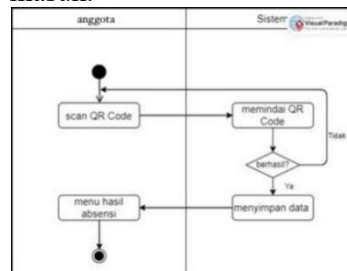 anggota
Sistem
Visual Paradigm
scan QR Code
memindai QR
Code
Tidak
berhasil?
Ya
menu hasil
absensi
menyimpan data